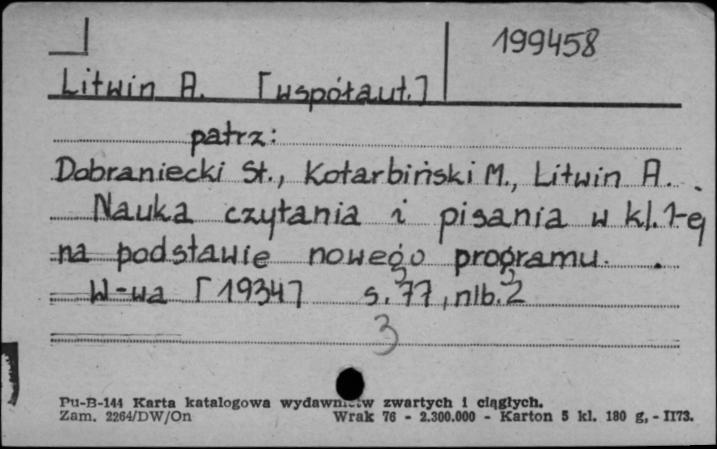 199458
Litwin A. [współaut.]
patrz:
Dobraniecki St., Kotarbiński M., Litwin A.
Nauka czytania i pisania w kl. 1-ej
na podstawie nowego programu.
W-wa [1934] s. 77, nlb. 2
3
Pu-B-144 Karta katalogowa wydawnictw zwartych i ciągłych.
Zam. 2264/DW/On Wrak 76 - 2.300.000 - Karton 5 kl. 180 g, - II73.